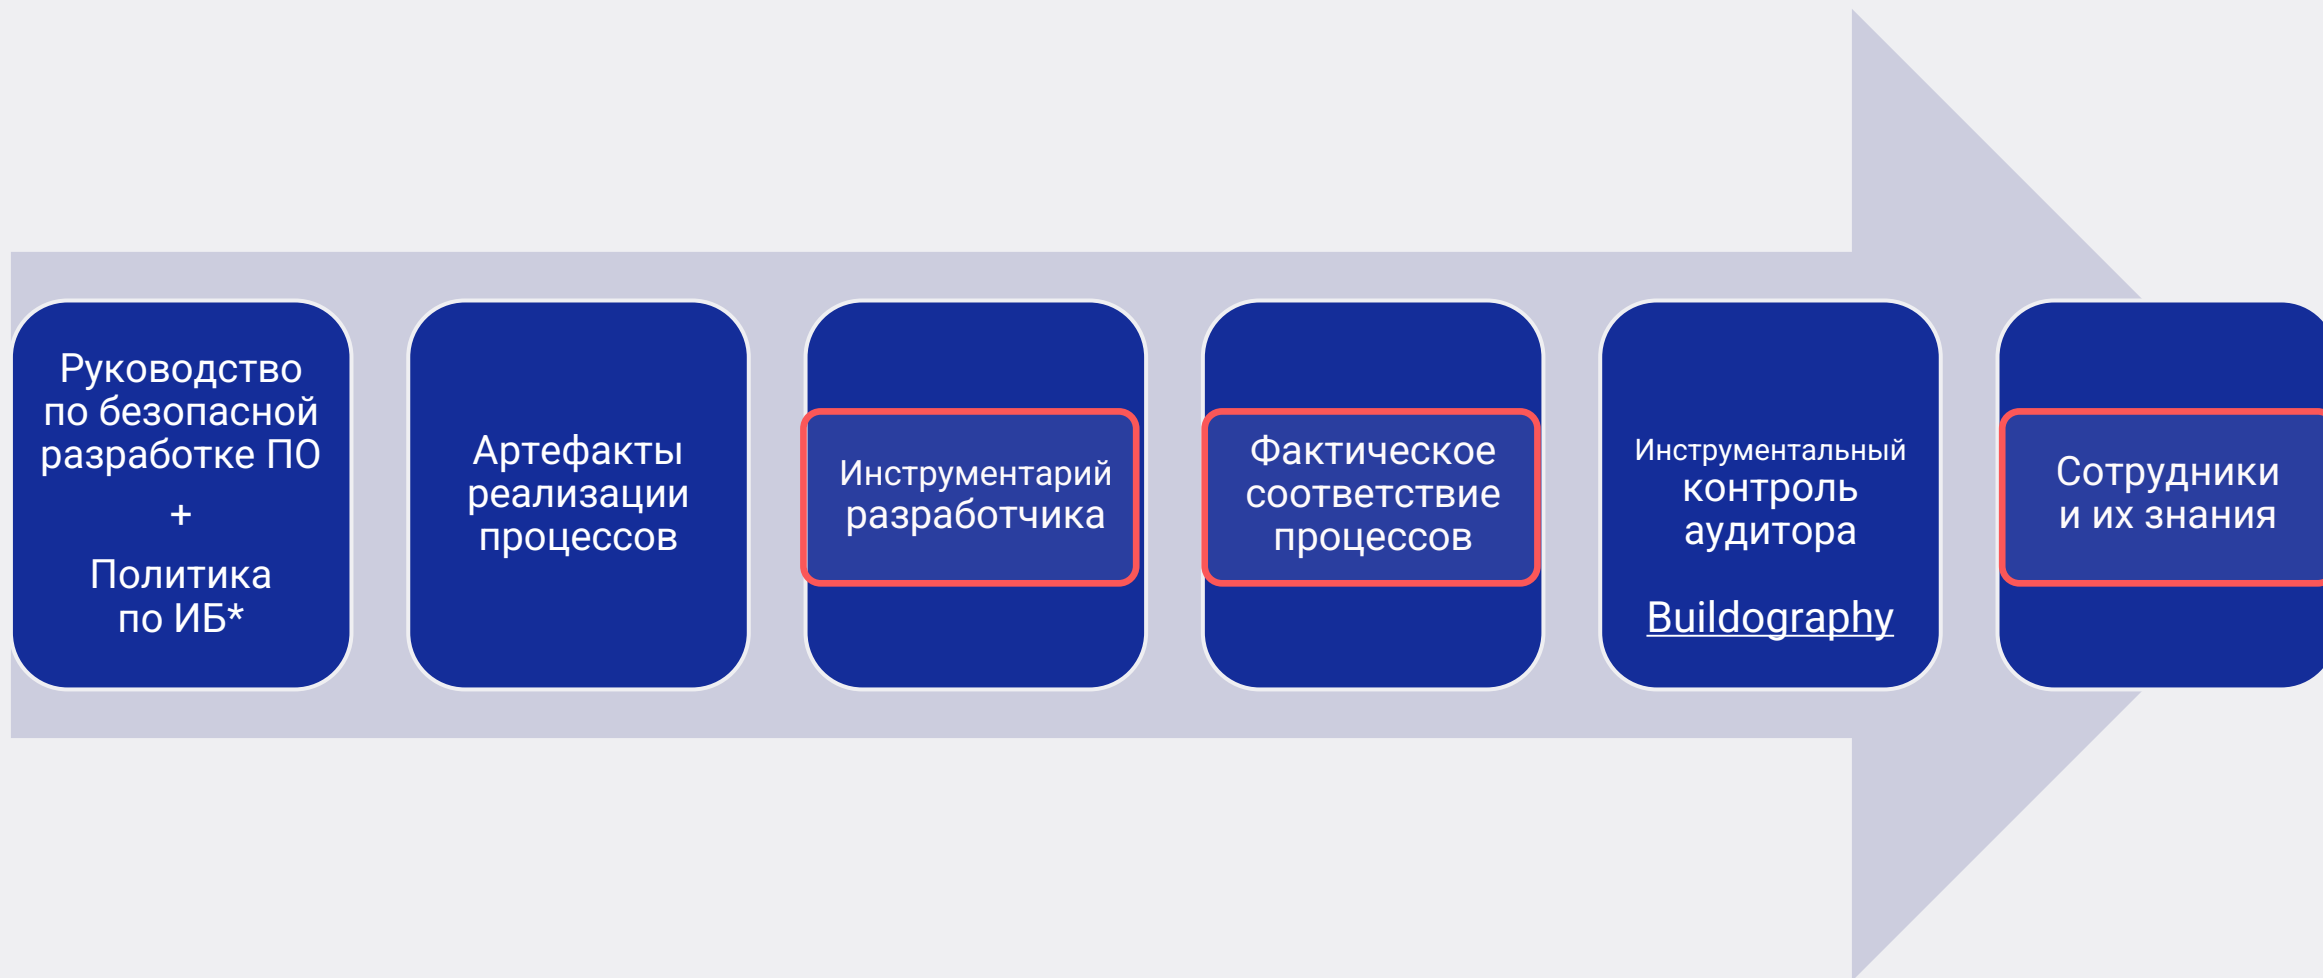 Руководство
по безопасной
разработке ПО
+
Политика
по ИБ*
Артефакты
реализации
процессов
Инструментарий
разработчика
Фактическое
соответствие
процессов
Инструментальный
контроль
аудитора
Buildography
Сотрудники
и их знания